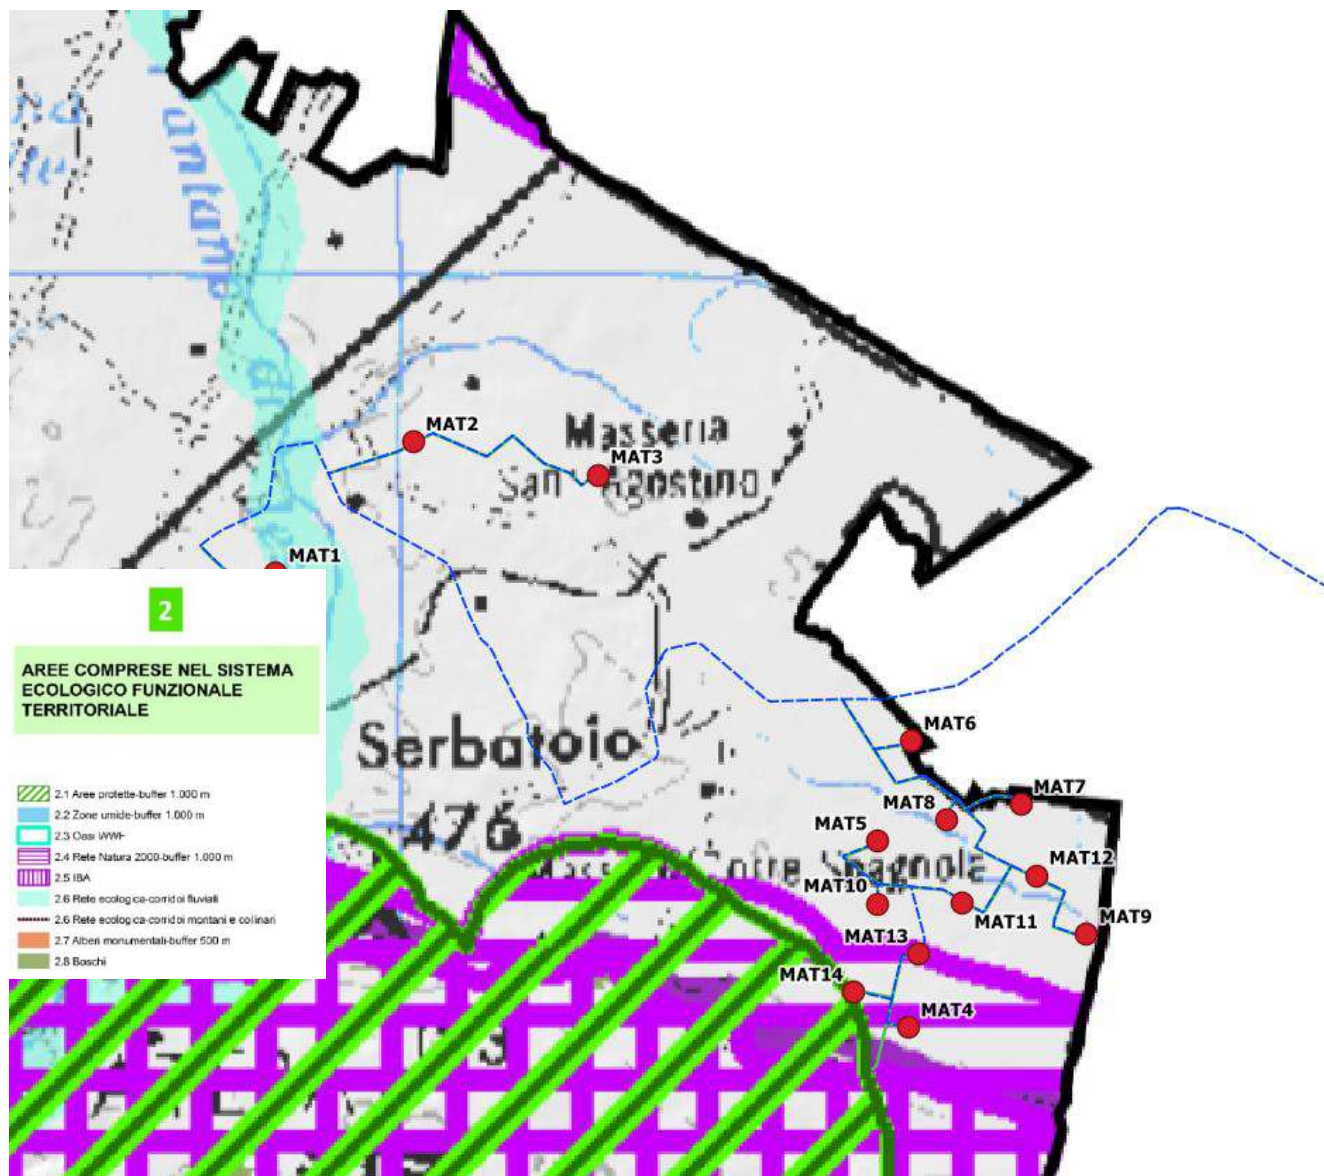 Pantano
di
MAT2
Masseria
MAT3
San Agostino
MAT1
2
AREE COMPRESE NEL SISTEMA
ECOLOGICO FUNZIONALE
TERRITORIALE
2.1 Aree protette-buffer 1.000 m
2.2 Zone umide-buffer 1.000 m
2.3 Oasi WWF
2.4 Rete Natura 2000-buffer 1.000 m
2.5 IBA
2.6 Rete ecologica-corridoi fluviali
2.6 Rete ecologica-corridoi montani e collinari
2.7 Alberi monumentali-buffer 500 m
2.8 Boschi
Serbatoio
476
MAT6
MAT7
MAT8
MAT5
Torre Spagnola
MAT12
MAT10
MAT11
MAT9
MAT13
MAT14
MAT4